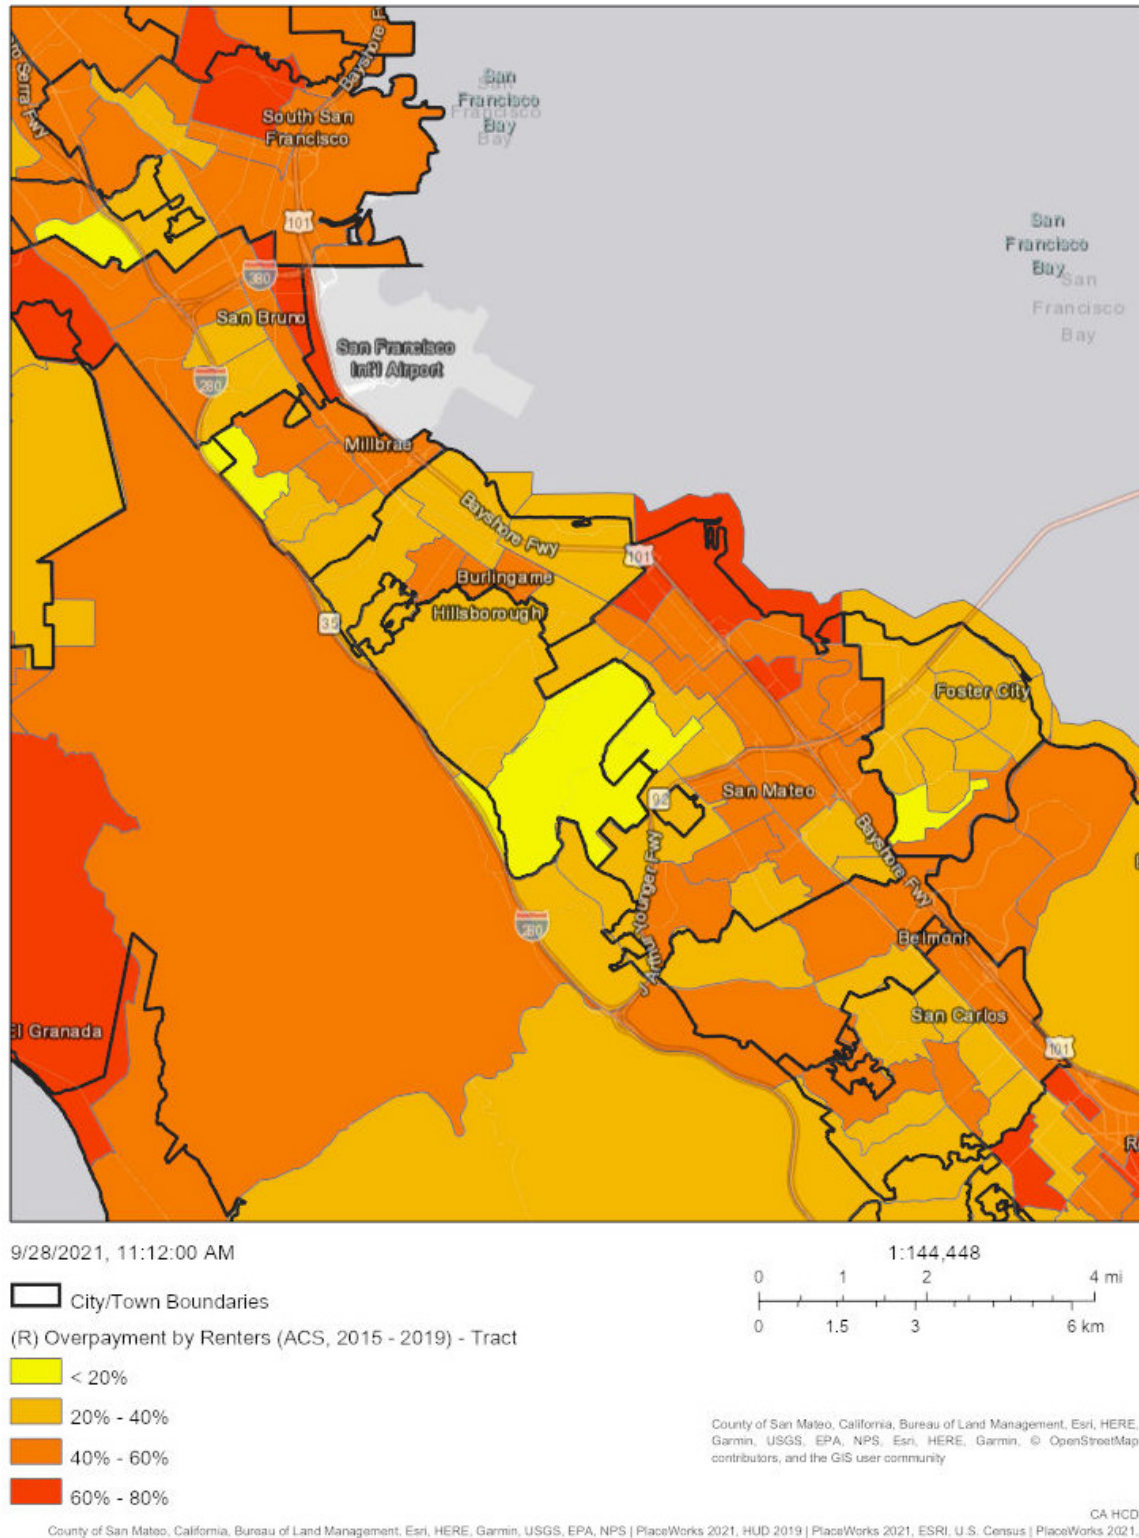 ro Serra Fwy
Bayshore F
San
Francisco
Bay
San
Francisco
Bay
South San
Francisco
101
San
Francisco
Bay
San
Francisco
Bay
380
San Bruno
San Francisco
Int'l Airport
280
Millbrae
Bayshore Fwy
101
Burlingame
Hillsborough
35
Foster City
San Mateo
92
Bayshore Fwy
J Arthur Younger Fwy
280
Belmont
San Carlos
El Granada
101
R
9/28/2021, 11:12:00 AM
1:144,448
0 1 2 4 mi
0 1.5 3 6 km
City/Town Boundaries
(R) Overpayment by Renters (ACS, 2015 - 2019) - Tract
< 20%
20% - 40%
40% - 60%
60% - 80%
County of San Mateo, California, Bureau of Land Management, Esri, HERE,
Garmin, USGS, EPA, NPS, Esri, HERE, Garmin, © OpenStreetMap
contributors, and the GIS user community
CA HCD
County of San Mateo, California, Bureau of Land Management, Esri, HERE, Garmin, USGS, EPA, NPS | PlaceWorks 2021, HUD 2019 | PlaceWorks 2021, ESRI, U.S. Census | PlaceWorks 2021,